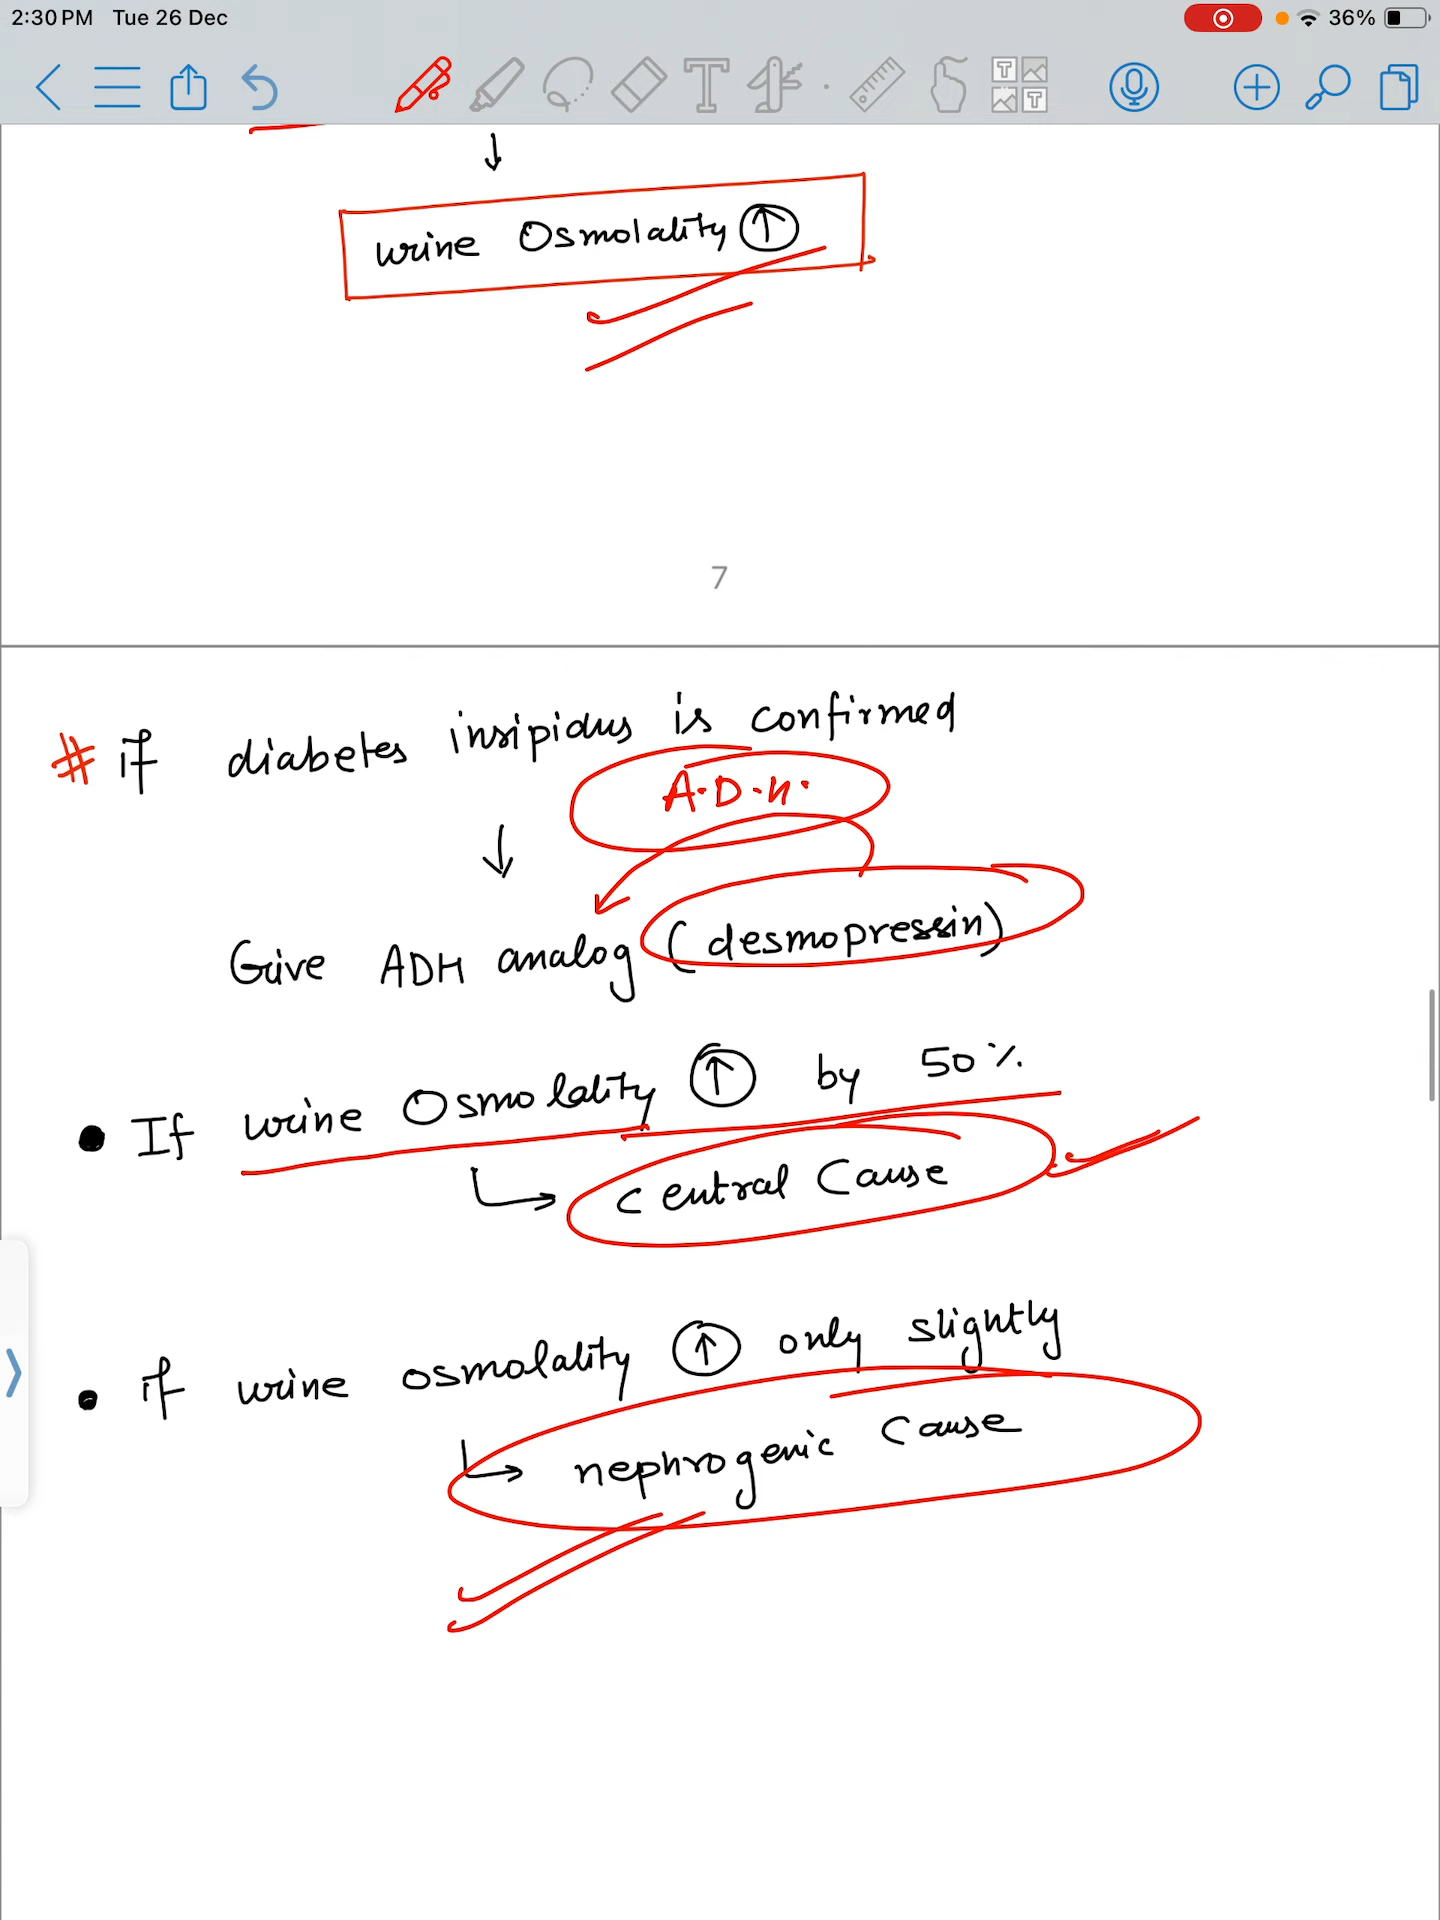 2:30 PM Tue 26 Dec 36%
T
T
T
↓
urine Osmolality ↑
7
# if diabetes insipidus is confirmed
A.D.H.
↓
Give ADH analog (desmopressin)
• If urine Osmolality ↑ by 50%
↳ Central Cause
• if urine osmolality ↑ only slightly
↳ nephrogenic cause